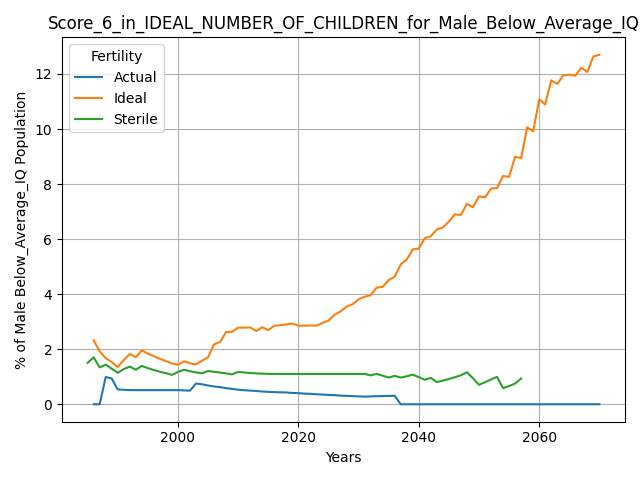 Score_6_in_IDEAL_NUMBER_OF_CHILDREN_for_Male_Below_Average_IQ
Fertility
Actual
Ideal
Sterile
% of Male Below_Average_IQ Population
12
10
8
6
4
2
0
2000
2020
2040
2060
Years